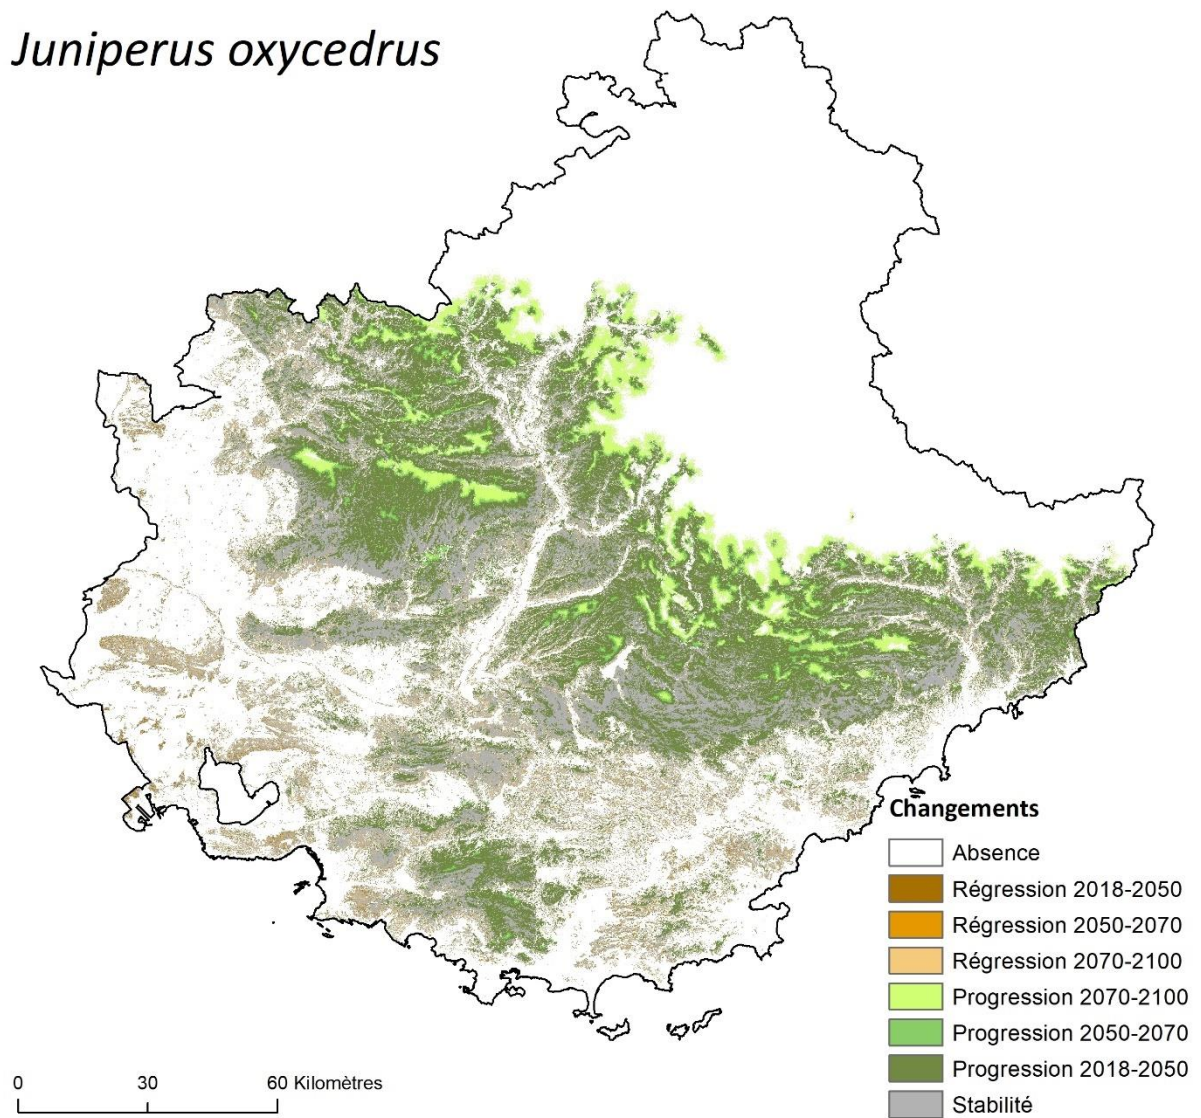 Juniperus oxycedrus
Changements
Absence
Régression 2018-2050
Régression 2050-2070
Régression 2070-2100
Progression 2070-2100
Progression 2050-2070
Progression 2018-2050
Stabilité
0 30 60 Kilomètres